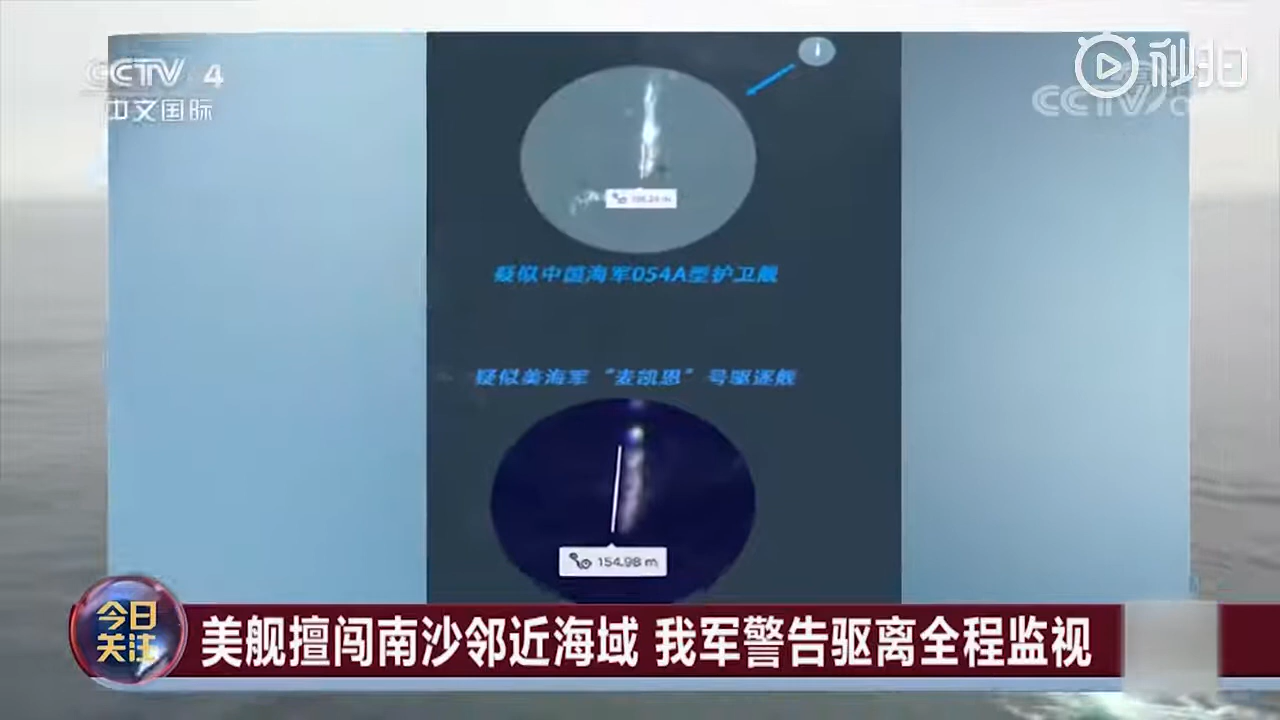 CCTV 4
中文国际
秒拍
CCTV
疑似中国海军054A型护卫舰
疑似美海军“麦凯恩”号驱逐舰
154.98 m
今日
关注
美舰擅闯南沙邻近海域 我军警告驱离全程监视